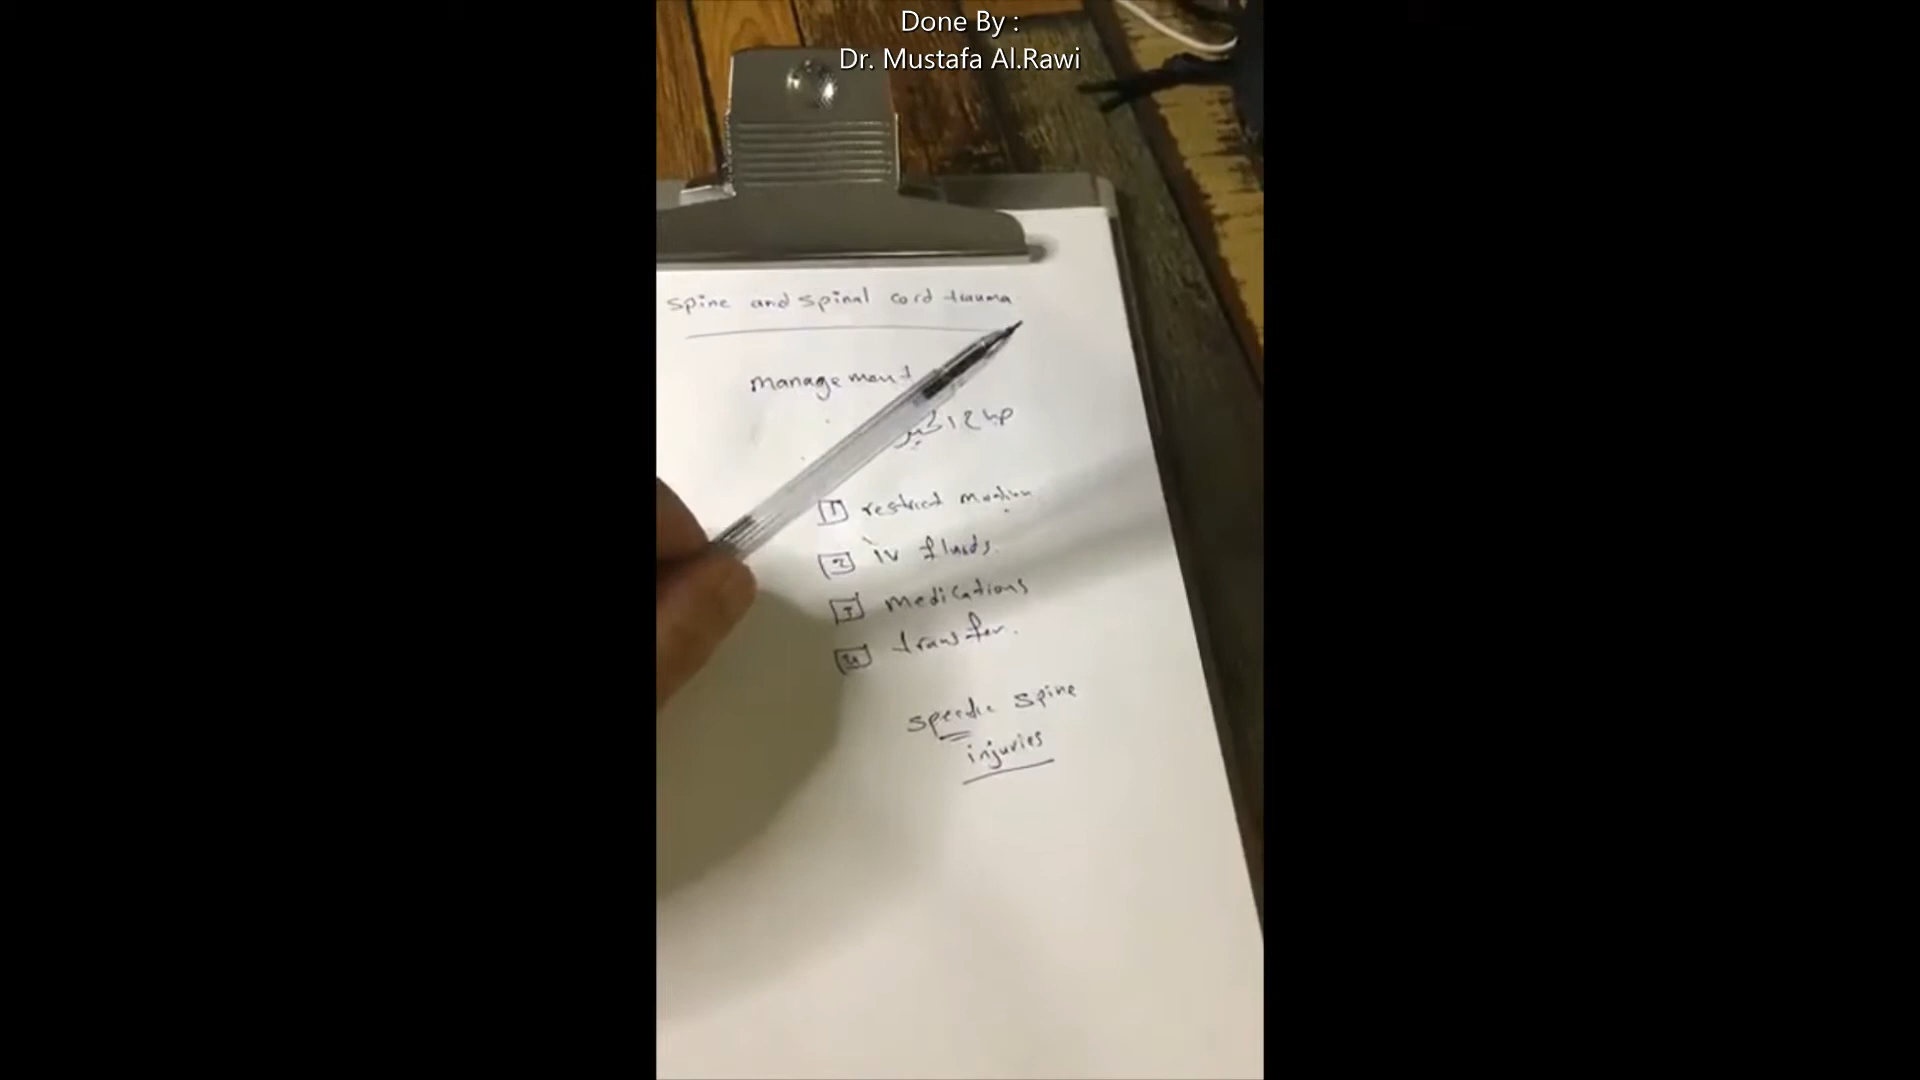 Done By :
Dr. Mustafa Al.Rawi
spine and spinal cord trauma
management
1 restrict motion
2 iv fluids.
3 medications
4 transfer.
specific spine
injuries